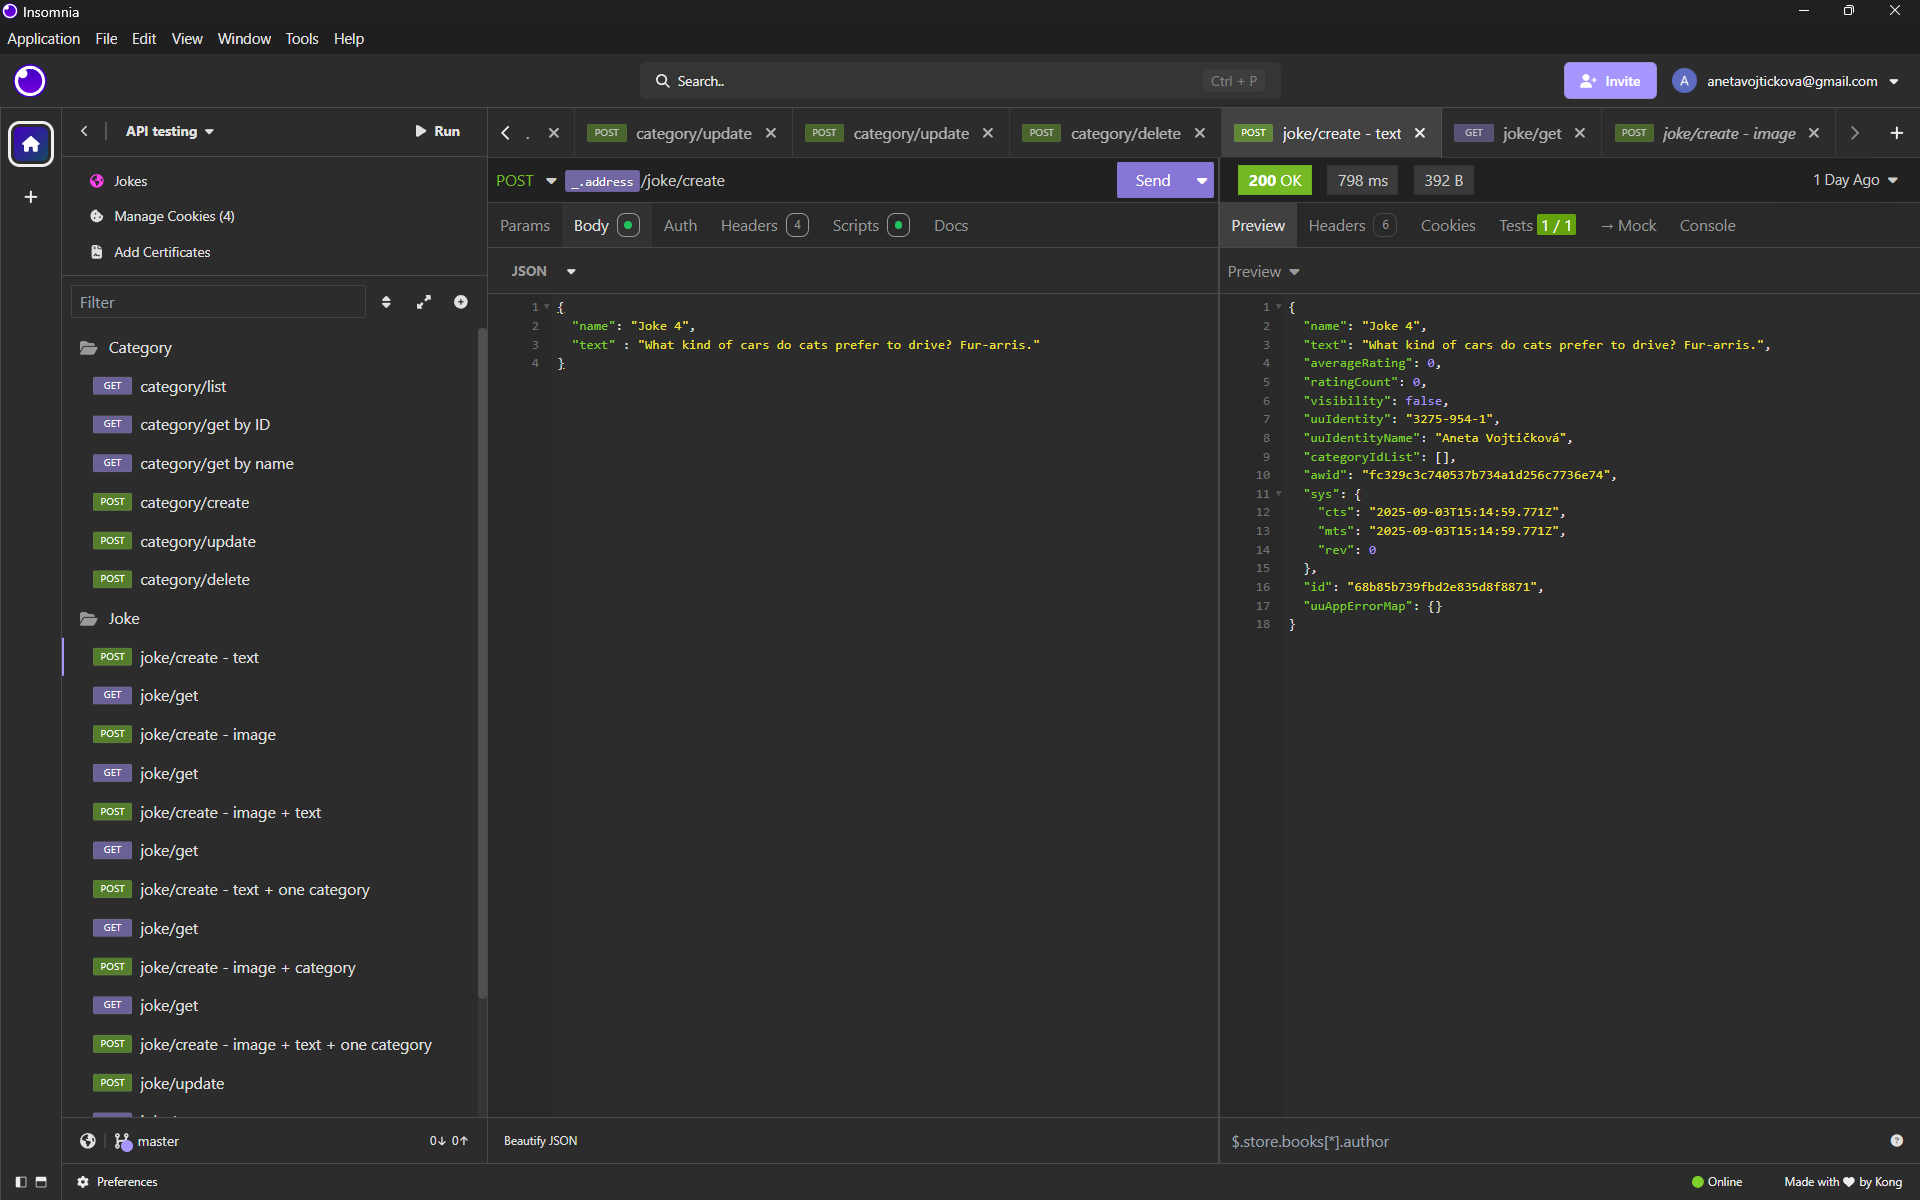 Insomnia
Application File Edit View Window Tools Help
Search.. Ctrl + P Invite A anetavojtickova@gmail.com
API testing Run
. POST category/update POST category/update POST category/delete POST joke/create - text GET joke/get POST joke/create - image
Jokes
Manage Cookies (4)
Add Certificates
POST _.address /joke/create Send 200 OK 798 ms 392 B 1 Day Ago
Params Body Auth Headers 4 Scripts Docs
Preview Headers 6 Cookies Tests 1 / 1 → Mock Console
JSON
Preview
Filter
Category
GET category/list
GET category/get by ID
GET category/get by name
POST category/create
POST category/update
POST category/delete
Joke
POST joke/create - text
GET joke/get
POST joke/create - image
GET joke/get
POST joke/create - image + text
GET joke/get
POST joke/create - text + one category
GET joke/get
POST joke/create - image + category
GET joke/get
POST joke/create - image + text + one category
POST joke/update
1 {
2 "name": "Joke 4",
3 "text" : "What kind of cars do cats prefer to drive? Fur-arris."
4 }
1 {
2 "name": "Joke 4",
3 "text": "What kind of cars do cats prefer to drive? Fur-arris.",
4 "averageRating": 0,
5 "ratingCount": 0,
6 "visibility": false,
7 "uuIdentity": "3275-954-1",
8 "uuIdentityName": "Aneta Vojtičková",
9 "categoryIdList": [],
10 "awid": "fc329c3c740537b734a1d256c7736e74",
11 "sys": {
12 "cts": "2025-09-03T15:14:59.771Z",
13 "mts": "2025-09-03T15:14:59.771Z",
14 "rev": 0
15 },
16 "id": "68b85b739fbd2e835d8f8871",
17 "uuAppErrorMap": {}
18 }
master 0↓ 0↑
Beautify JSON
$.store.books[*].author
Preferences
Online Made with ♥ by Kong